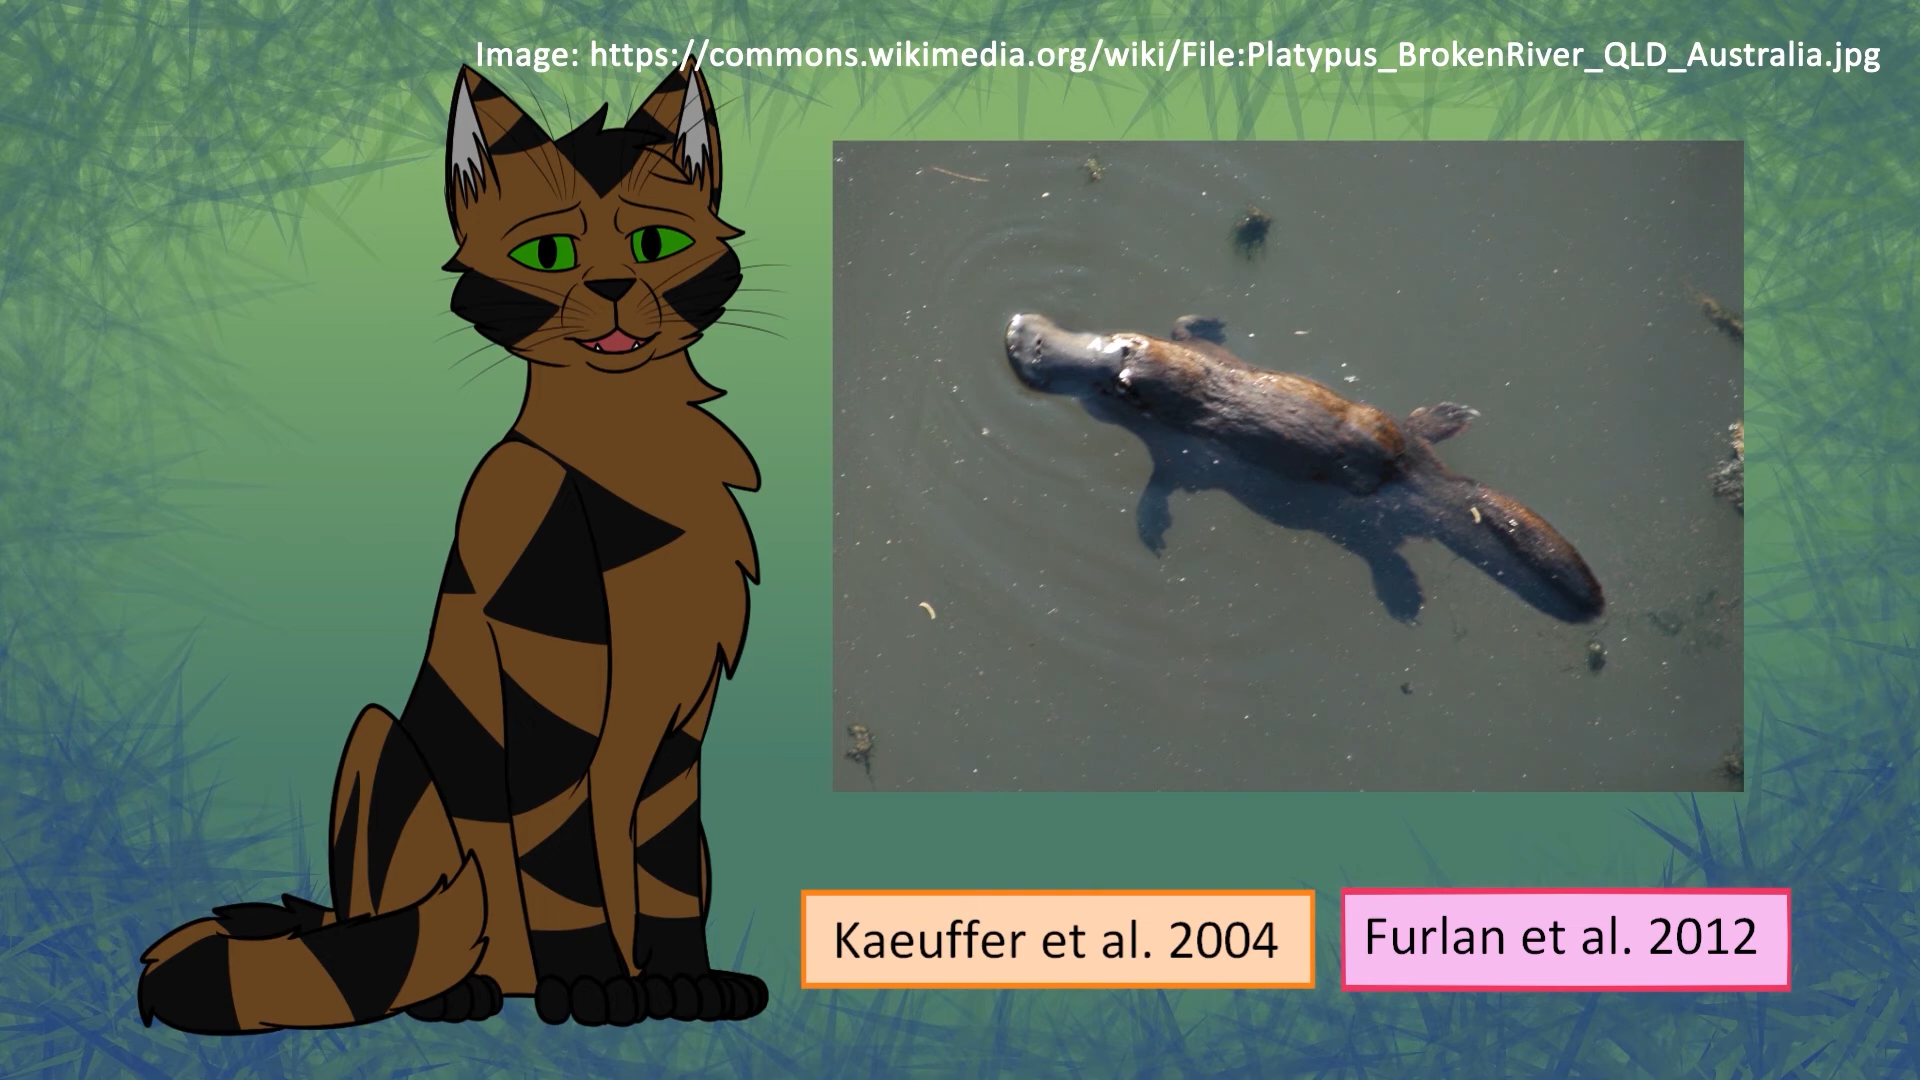 Image: https://commons.wikimedia.org/wiki/File:Platypus_BrokenRiver_QLD_Australia.jpg
Kaeuffer et al. 2004
Furlan et al. 2012